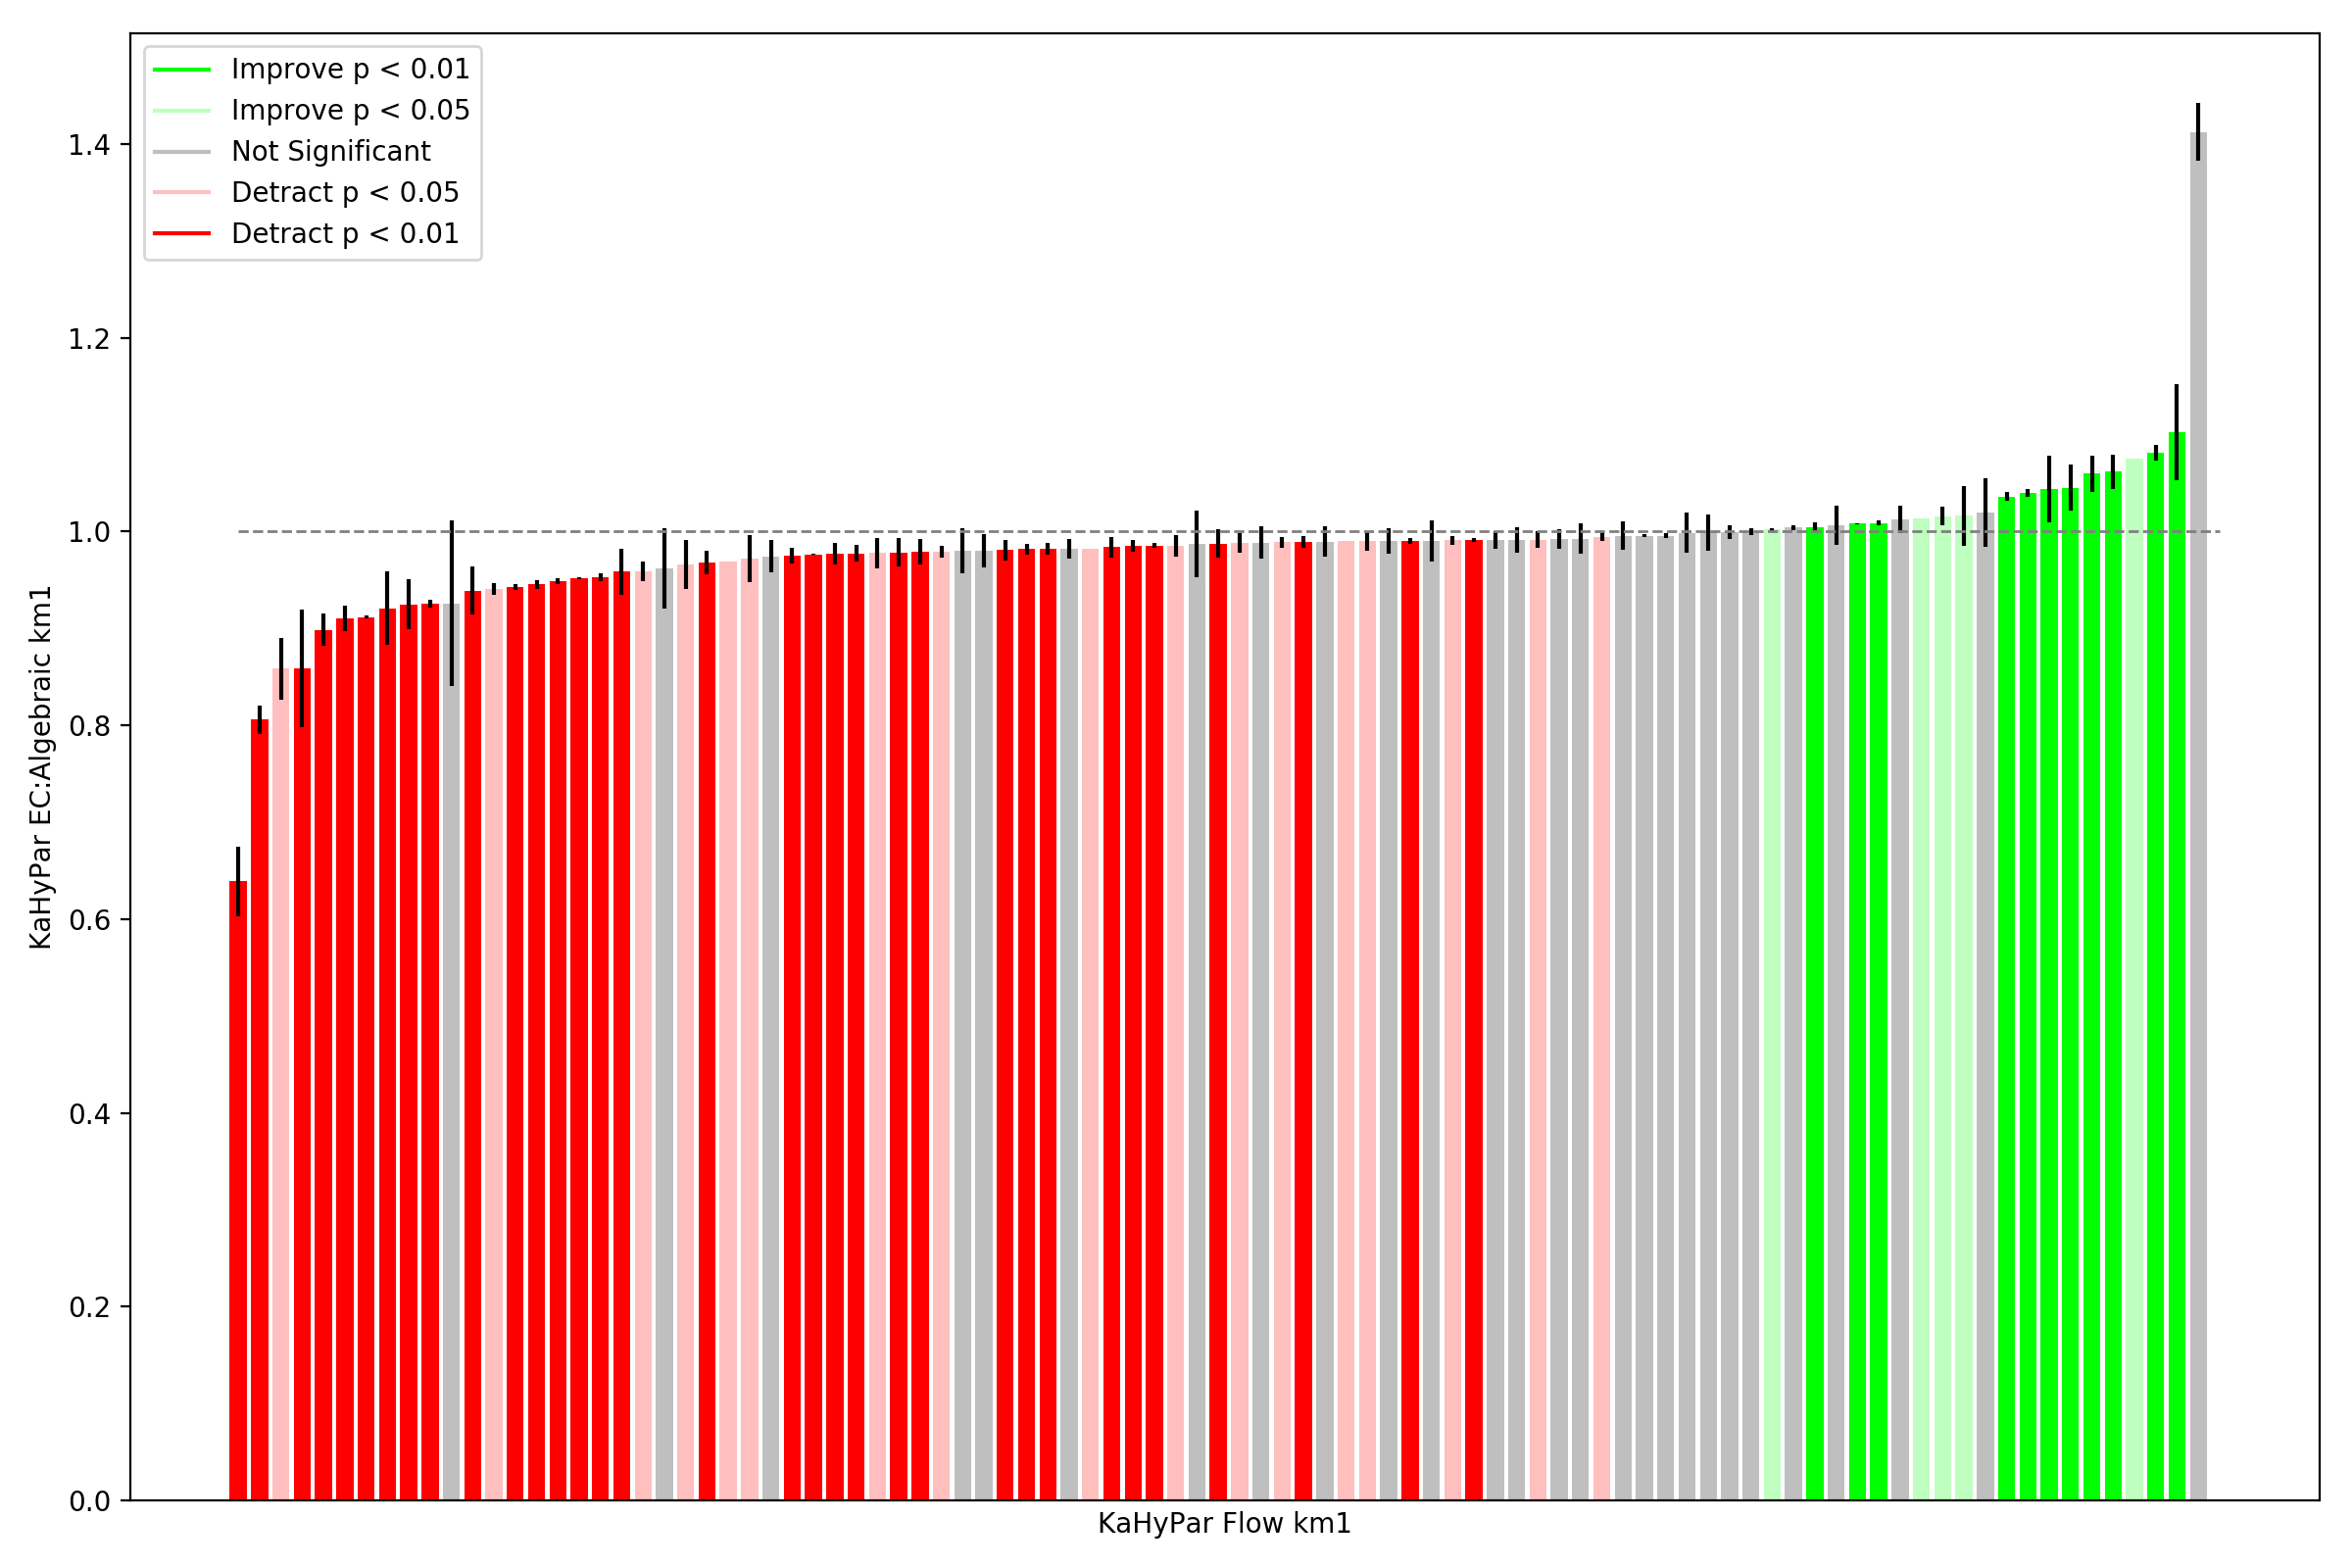 Improve p < 0.01
Improve p < 0.05
Not Significant
Detract p < 0.05
Detract p < 0.01
1.4
1.2
1.0
0.8
0.6
0.4
0.2
0.0
KaHyPar EC:Algebraic km1
KaHyPar Flow km1